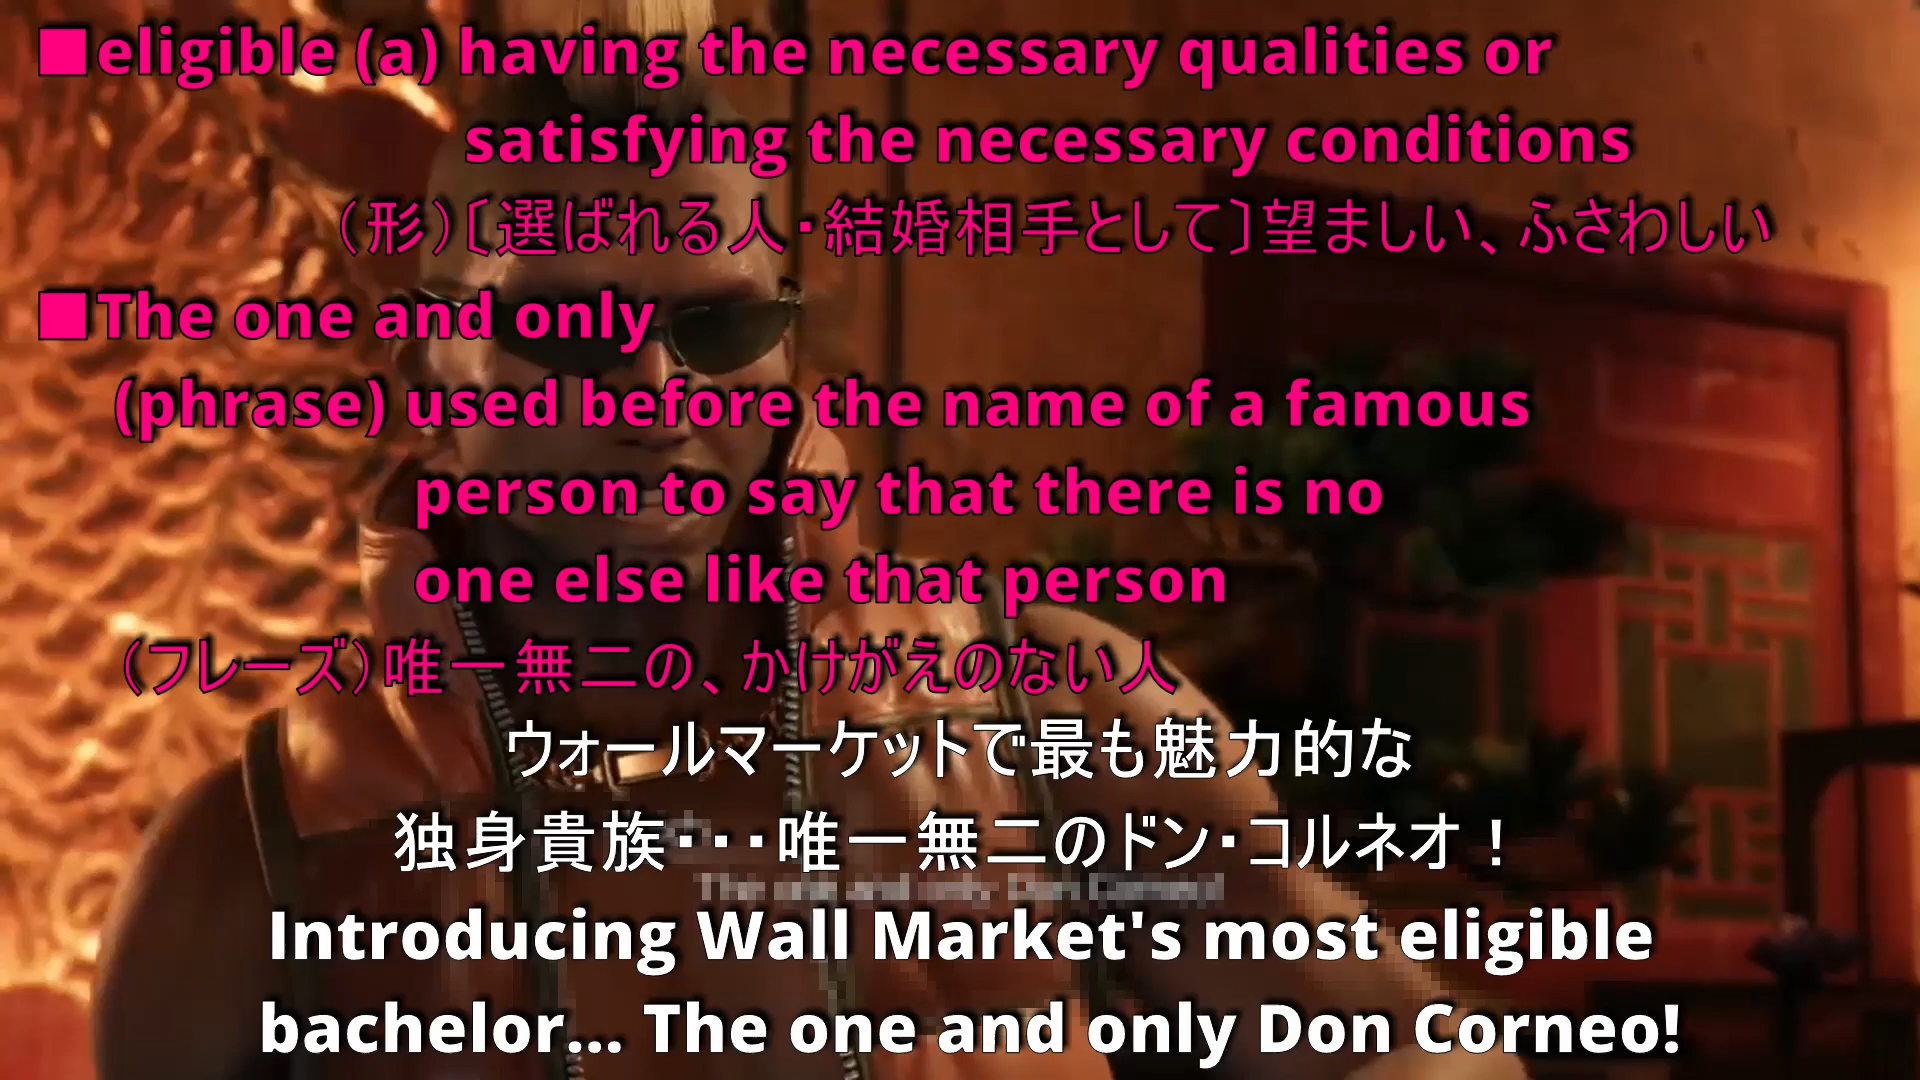 ■eligible (a) having the necessary qualities or
satisfying the necessary conditions
（形）〔選ばれる人・結婚相手として〕望ましい、ふさわしい
■The one and only
(phrase) used before the name of a famous
person to say that there is no
one else like that person
（フレーズ）唯一無二の、かけがえのない人
ウォールマーケットで最も魅力的な
独身貴族・・・唯一無二のドン・コルネオ！
The one and only Don Corneo!
Introducing Wall Market's most eligible
bachelor... The one and only Don Corneo!